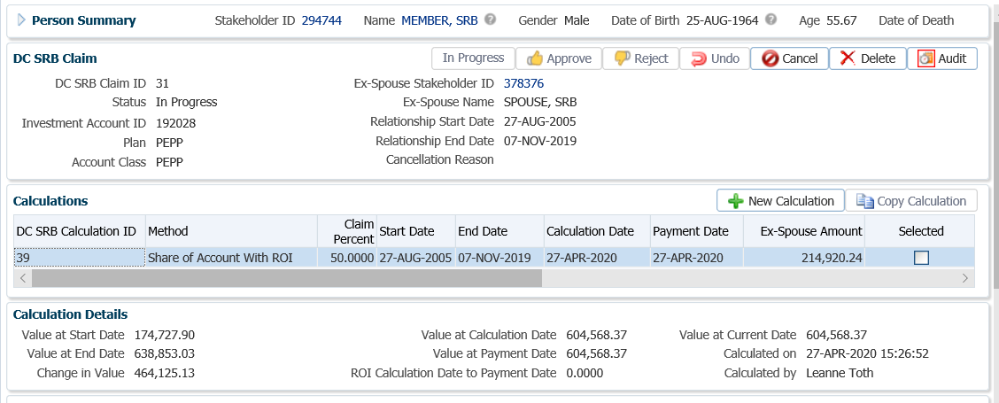 Person Summary Stakeholder ID 294744 Name MEMBER, SRB Gender Male Date of Birth 25-AUG-1964 Age 55.67 Date of Death
DC SRB Claim In Progress Approve Reject Undo Cancel Delete Audit
DC SRB Claim ID 31 Ex-Spouse Stakeholder ID 378376
Status In Progress Ex-Spouse Name SPOUSE, SRB
Investment Account ID 192028 Relationship Start Date 27-AUG-2005
Plan PEPP Relationship End Date 07-NOV-2019
Account Class PEPP Cancellation Reason
Calculations New Calculation Copy Calculation
DC SRB Calculation ID Method Claim Percent Start Date End Date Calculation Date Payment Date Ex-Spouse Amount Selected
39 Share of Account With ROI 50.0000 27-AUG-2005 07-NOV-2019 27-APR-2020 27-APR-2020 214,920.24
Calculation Details
Value at Start Date 174,727.90 Value at Calculation Date 604,568.37 Value at Current Date 604,568.37
Value at End Date 638,853.03 Value at Payment Date 604,568.37 Calculated on 27-APR-2020 15:26:52
Change in Value 464,125.13 ROI Calculation Date to Payment Date 0.0000 Calculated by Leanne Toth